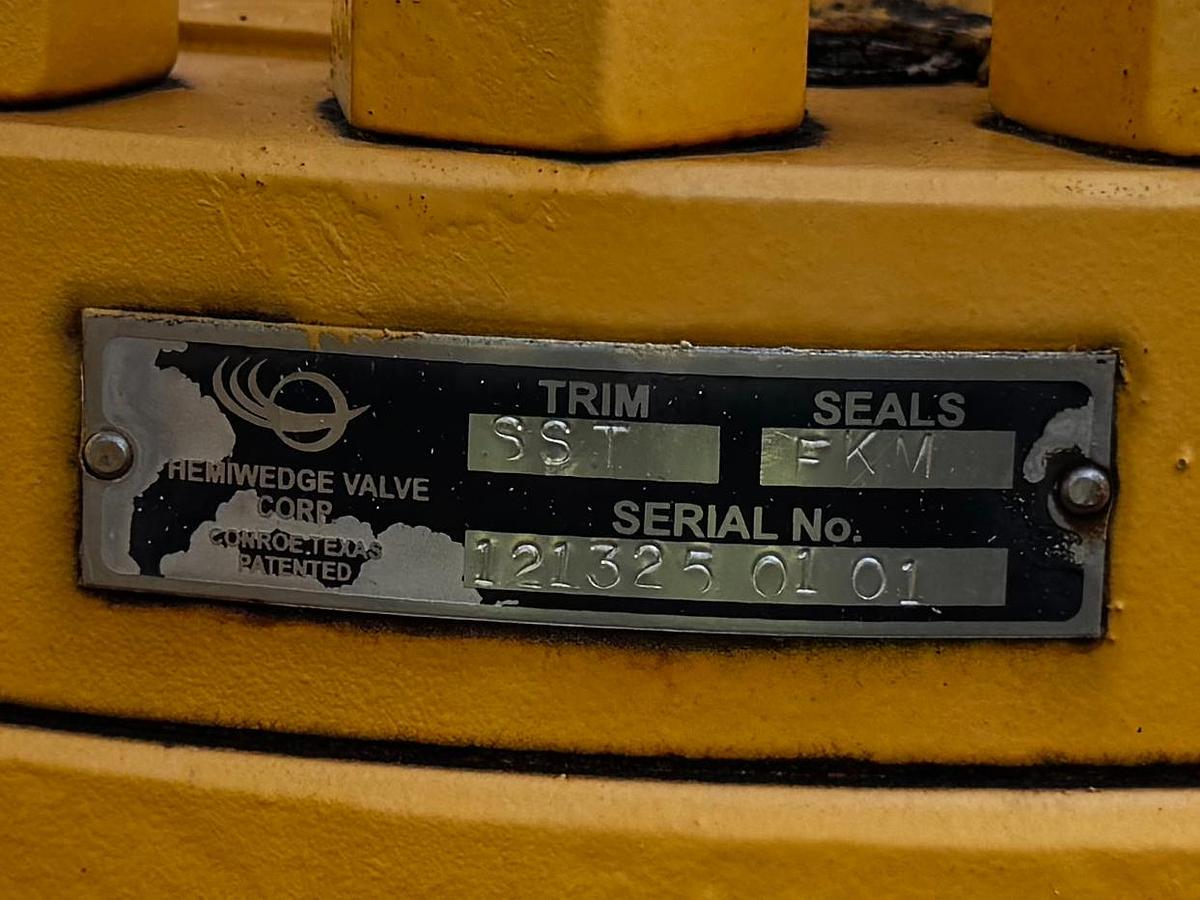 HEMIWEDGE VALVE
CORP
CONROE, TEXAS
PATENTED
TRIM
SST
SEALS
FKM
SERIAL No.
121325 01 01